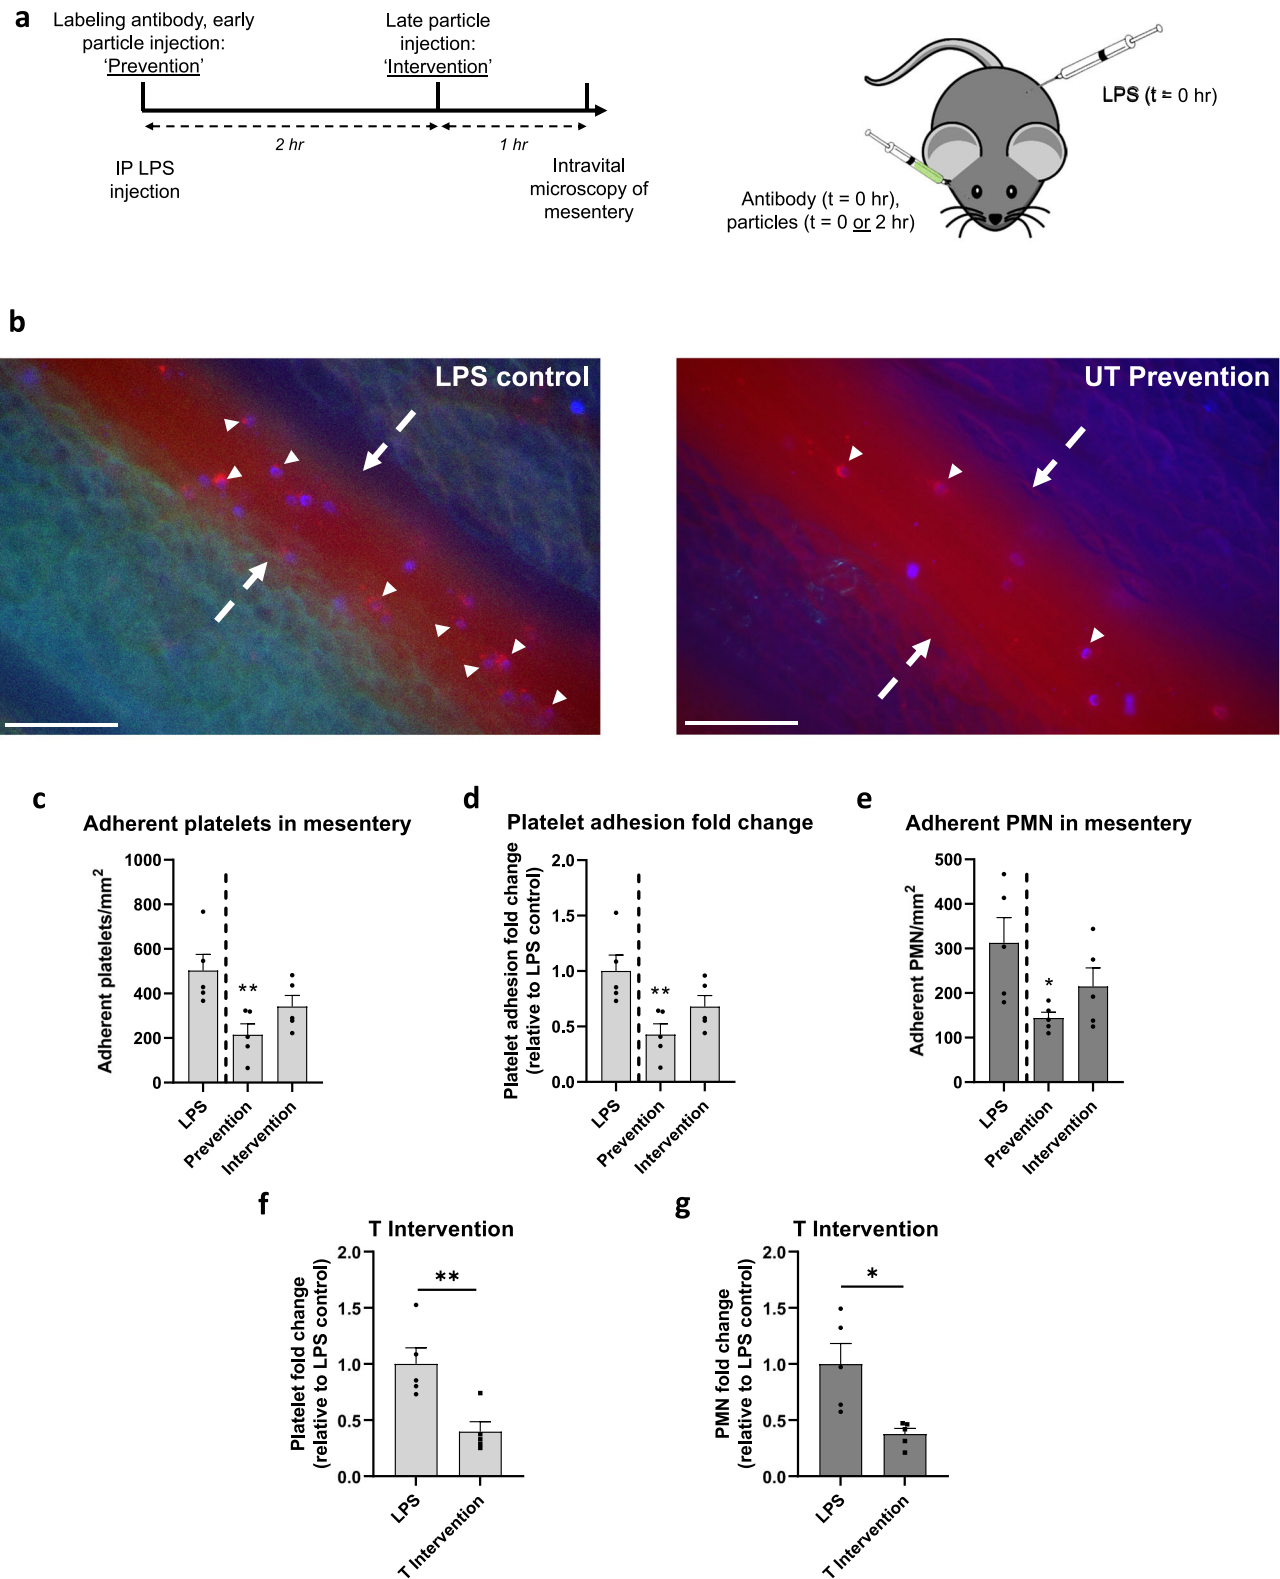 a
Labeling antibody, early
particle injection:
‘Prevention’
Late particle
injection:
‘Intervention’
2 hr
1 hr
IP LPS
injection
Intravital
microscopy of
mesentery
LPS (t = 0 hr)
Antibody (t = 0 hr),
particles (t = 0 or 2 hr)
b
LPS control
UT Prevention
c
Adherent platelets in mesentery
Adherent platelets/mm²
1000
800
600
400
200
0
**
LPS
Prevention
Intervention
d
Platelet adhesion fold change
Platelet adhesion fold change
(relative to LPS control)
2.0
1.5
1.0
0.5
0.0
**
LPS
Prevention
Intervention
e
Adherent PMN in mesentery
Adherent PMN/mm²
500
400
300
200
100
0
*
LPS
Prevention
Intervention
f
T Intervention
Platelet fold change
(relative to LPS control)
2.0
1.5
1.0
0.5
0.0
**
LPS
T Intervention
g
T Intervention
PMN fold change
(relative to LPS control)
2.0
1.5
1.0
0.5
0.0
*
LPS
T Intervention